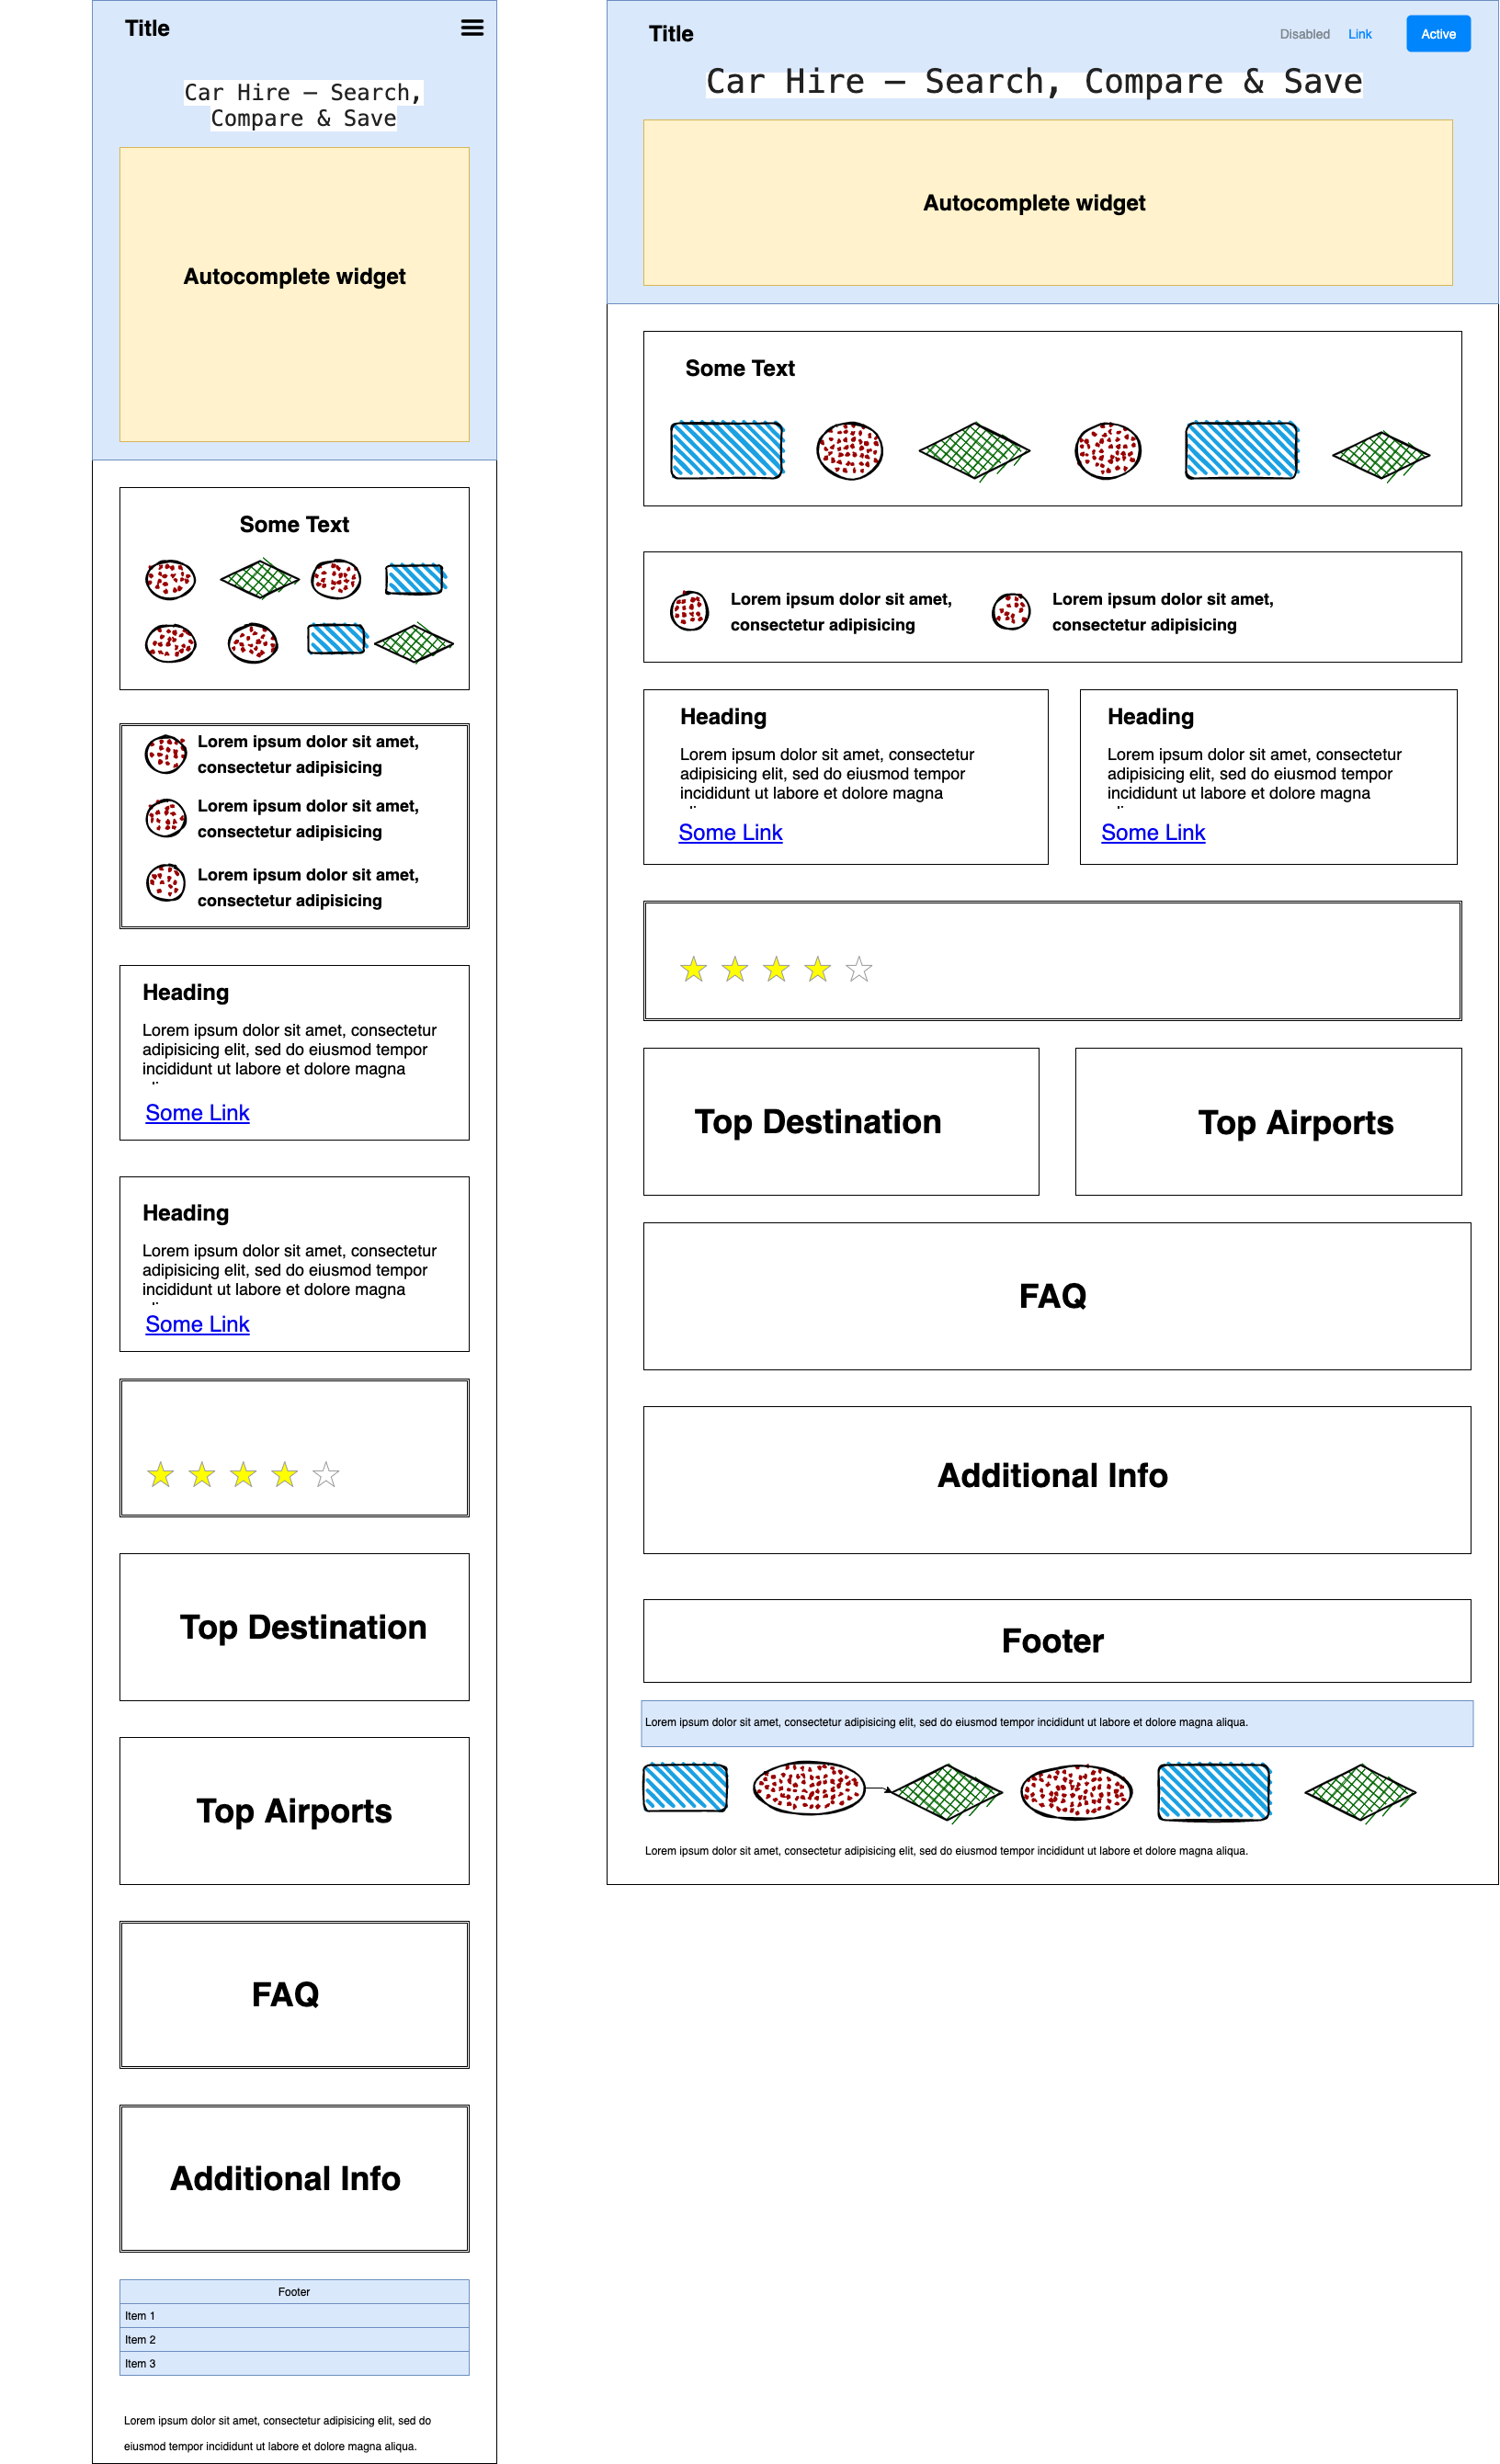 Title
Car Hire – Search,
Compare & Save
Autocomplete widget
Some Text
Lorem ipsum dolor sit amet,
consectetur adipisicing
Lorem ipsum dolor sit amet,
consectetur adipisicing
Lorem ipsum dolor sit amet,
consectetur adipisicing
Heading
Lorem ipsum dolor sit amet, consectetur
adipisicing elit, sed do eiusmod tempor
incididunt ut labore et dolore magna
Some Link
Heading
Lorem ipsum dolor sit amet, consectetur
adipisicing elit, sed do eiusmod tempor
incididunt ut labore et dolore magna
Some Link
Top Destination
Top Airports
FAQ
Additional Info
Footer
Item 1
Item 2
Item 3
Lorem ipsum dolor sit amet, consectetur adipisicing elit, sed do
eiusmod tempor incididunt ut labore et dolore magna aliqua.
Title
Disabled
Link
Active
Car Hire – Search, Compare & Save
Autocomplete widget
Some Text
Lorem ipsum dolor sit amet,
consectetur adipisicing
Lorem ipsum dolor sit amet,
consectetur adipisicing
Heading
Lorem ipsum dolor sit amet, consectetur
adipisicing elit, sed do eiusmod tempor
incididunt ut labore et dolore magna
Some Link
Heading
Lorem ipsum dolor sit amet, consectetur
adipisicing elit, sed do eiusmod tempor
incididunt ut labore et dolore magna
Some Link
Top Destination
Top Airports
FAQ
Additional Info
Footer
Lorem ipsum dolor sit amet, consectetur adipisicing elit, sed do eiusmod tempor incididunt ut labore et dolore magna aliqua.
Lorem ipsum dolor sit amet, consectetur adipisicing elit, sed do eiusmod tempor incididunt ut labore et dolore magna aliqua.